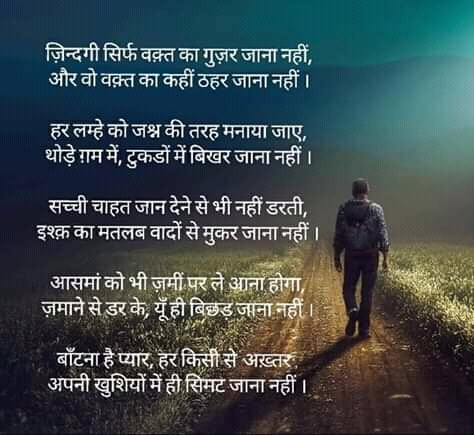 ज़िन्दगी सिर्फ वक़्त का गुज़र जाना नहीं,
और वो वक़्त का कहीं ठहर जाना नहीं ।
हर लम्हे को जश्न की तरह मनाया जाए,
थोड़े ग़म में, टुकडों में बिखर जाना नहीं ।
सच्ची चाहत जान देने से भी नहीं डरती,
इश्क़ का मतलब वादों से मुकर जाना नहीं ।
आसमां को भी ज़मीं पर ले आना होगा,
ज़माने से डर के, यूँ ही बिछड जाना नहीं ।
बाँटना है प्यार, हर किसी से अख़्तर
अपनी खुशियों में ही सिमट जाना नहीं ।